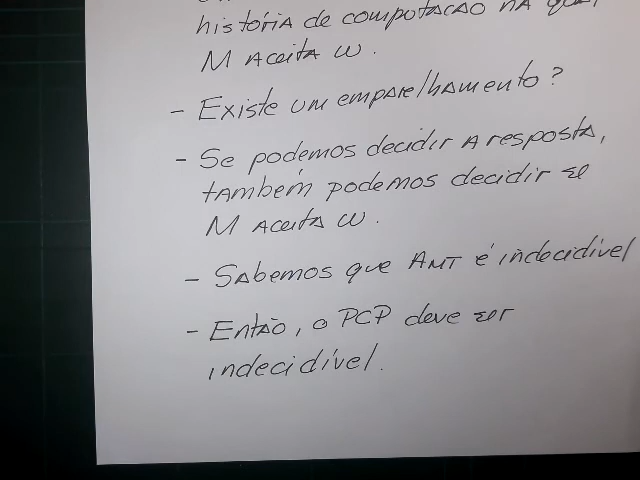 história de computação na qual
M aceita w.
- Existe um emparelhamento?
- Se podemos decidir a resposta,
também podemos decidir se
M aceita w.
- Sabemos que AMT é indecidível
- Então, o PCP deve ser
indecidível.